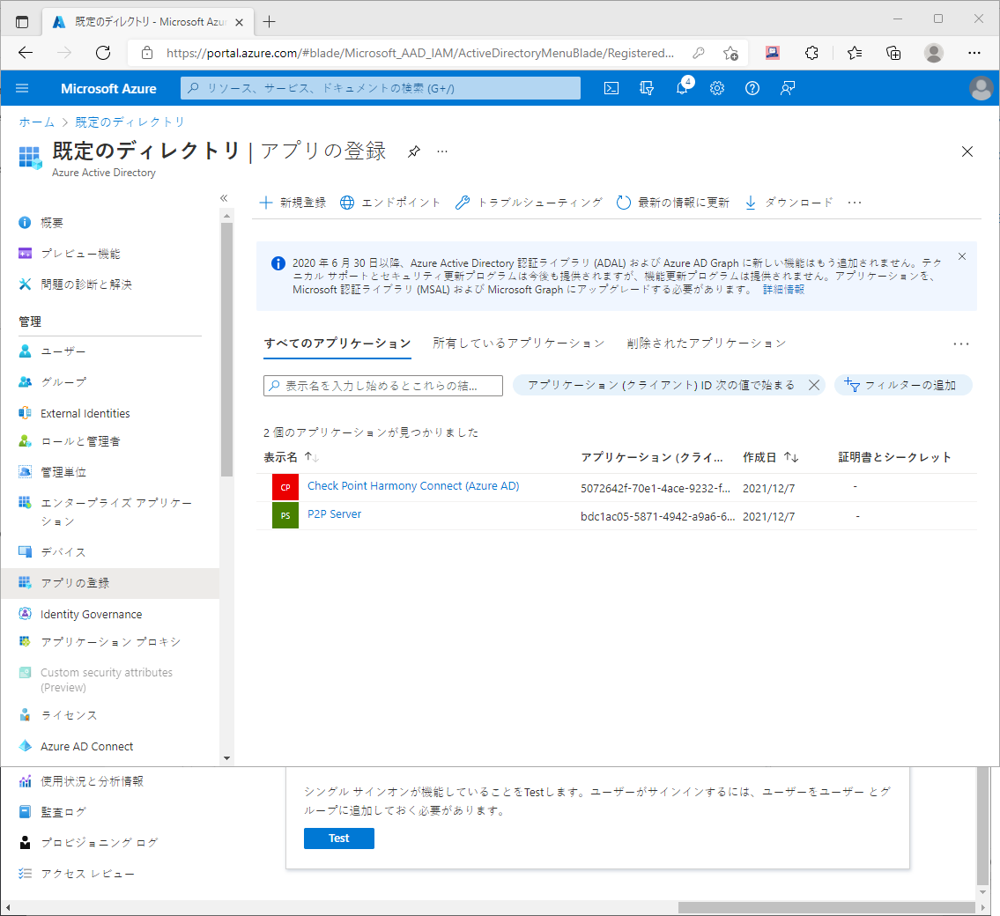 既定のディレクトリ - Microsoft Azur
https://portal.azure.com/#blade/Microsoft_AAD_IAM/ActiveDirectoryMenuBlade/Registered...
Microsoft Azure
リソース、サービス、ドキュメントの検索 (G+/)
4
ホーム > 既定のディレクトリ
既定のディレクトリ | アプリの登録
Azure Active Directory
概要
プレビュー機能
問題の診断と解決
管理
ユーザー
グループ
External Identities
ロールと管理者
管理単位
エンタープライズ アプリケー
ション
デバイス
アプリの登録
Identity Governance
アプリケーション プロキシ
Custom security attributes
(Preview)
ライセンス
Azure AD Connect
新規登録 エンドポイント トラブルシューティング 最新の情報に更新 ダウンロード
2020 年 6 月 30 日以降、Azure Active Directory 認証ライブラリ (ADAL) および Azure AD Graph に新しい機能はもう追加されません。テク
ニカル サポートとセキュリティ更新プログラムは今後も提供されますが、機能更新プログラムは提供されません。アプリケーションを、
Microsoft 認証ライブラリ (MSAL) および Microsoft Graph にアップグレードする必要があります。 詳細情報
すべてのアプリケーション 所有しているアプリケーション 削除されたアプリケーション
表示名を入力し始めるとこれらの結... アプリケーション (クライアント) ID 次の値で始まる フィルターの追加
2 個のアプリケーションが見つかりました
表示名 アプリケーション (クライ... 作成日 証明書とシークレット
CP Check Point Harmony Connect (Azure AD) 5072642f-70e1-4ace-9232-f... 2021/12/7 -
PS P2P Server bdc1ac05-5871-4942-a9a6-6... 2021/12/7 -
使用状況と分析情報
監査ログ
プロビジョニング ログ
アクセス レビュー
シングル サインオンが機能していることをTestします。ユーザーがサインインするには、ユーザーをユーザー とグ
ループに追加しておく必要があります。
Test